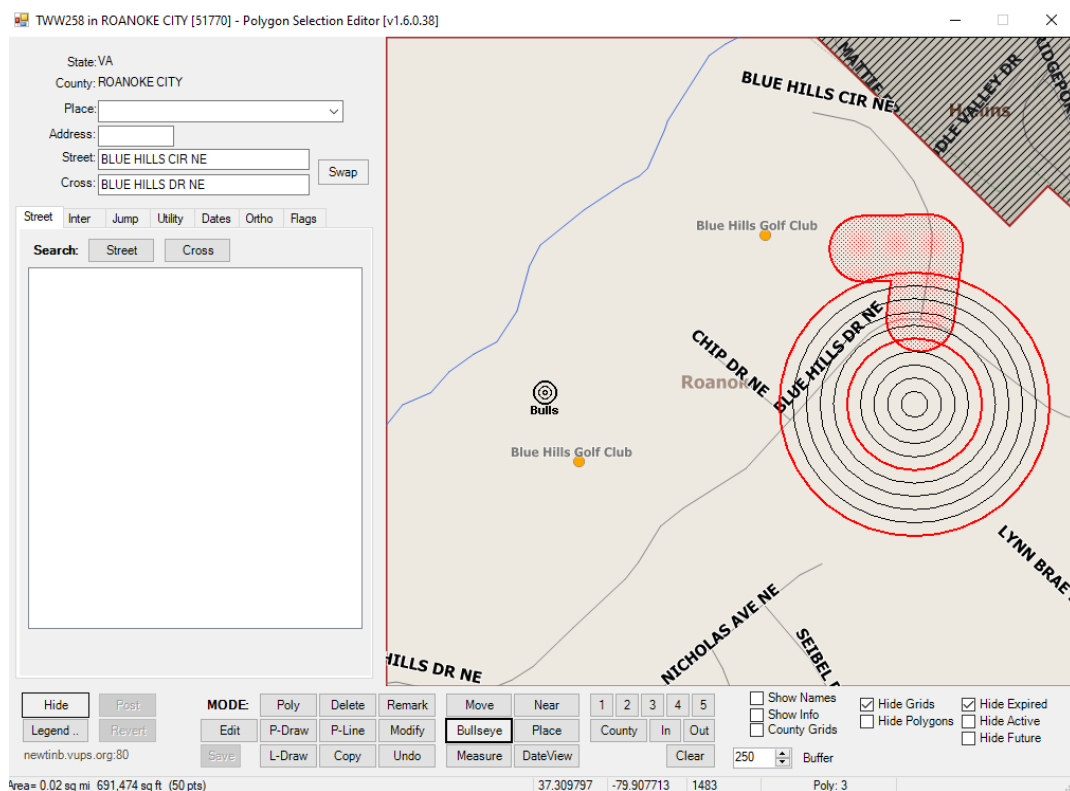 TWW258 in ROANOKE CITY [51770] - Polygon Selection Editor [v1.6.0.38]
State: VA
County: ROANOKE CITY
Place:
Address:
Street: BLUE HILLS CIR NE
Cross: BLUE HILLS DR NE
Swap
Street Inter Jump Utility Dates Ortho Flags
Search: Street Cross
MATTIE
BLUE HILLS CIR NE
Blue Hills Golf Club
BLUE HILLS DR NE
CHIP DR NE
Bulls
Blue Hills Golf Club
LYNN BRAE
NICHOLAS AVE NE
SEIBEL
HILLS DR NE
Hide Post MODE: Poly Delete Remark Move Near 1 2 3 4 5
Legend .. Revert Edit P-Draw P-Line Modify Bullseye Place County In Out
newtinb.vups.org:80 Save L-Draw Copy Undo Measure DateView Clear
Show Names
Show Info
County Grids
Hide Grids
Hide Polygons
Hide Expired
Hide Active
Hide Future
250 Buffer
Area= 0.02 sq mi 691,474 sq ft (50 pts) 37.309797 -79.907713 1483 Poly: 3